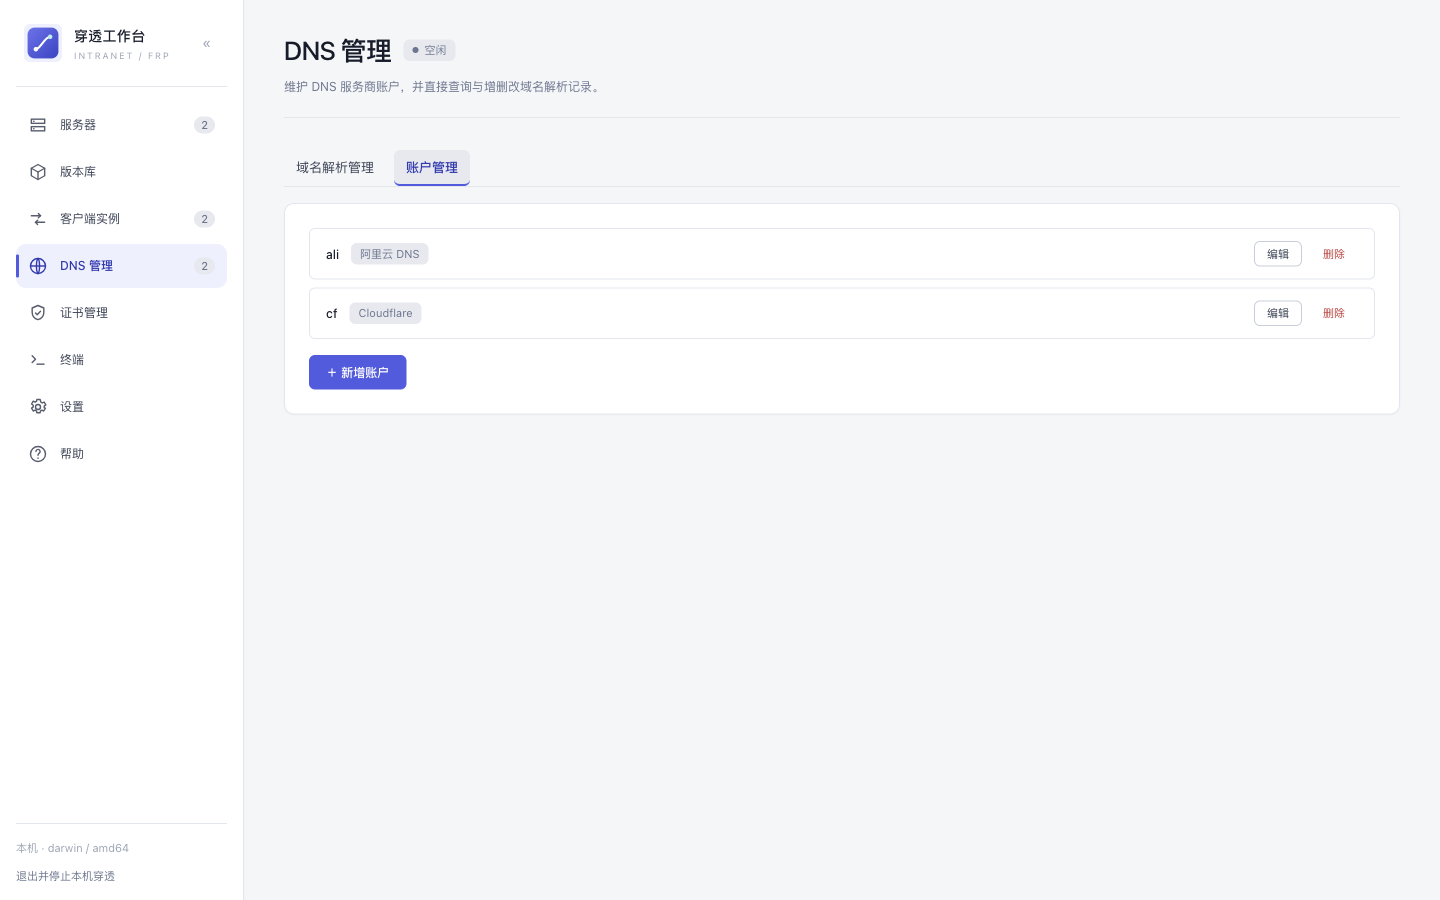 穿透工作台
INTRANET / FRP
«
服务器 2
版本库
客户端实例 2
DNS 管理 2
证书管理
终端
设置
帮助
本机 · darwin / amd64
退出并停止本机穿透
DNS 管理 空闲
维护 DNS 服务商账户，并直接查询与增删改域名解析记录。
域名解析管理 账户管理
ali 阿里云 DNS 编辑 删除
cf Cloudflare 编辑 删除
+ 新增账户